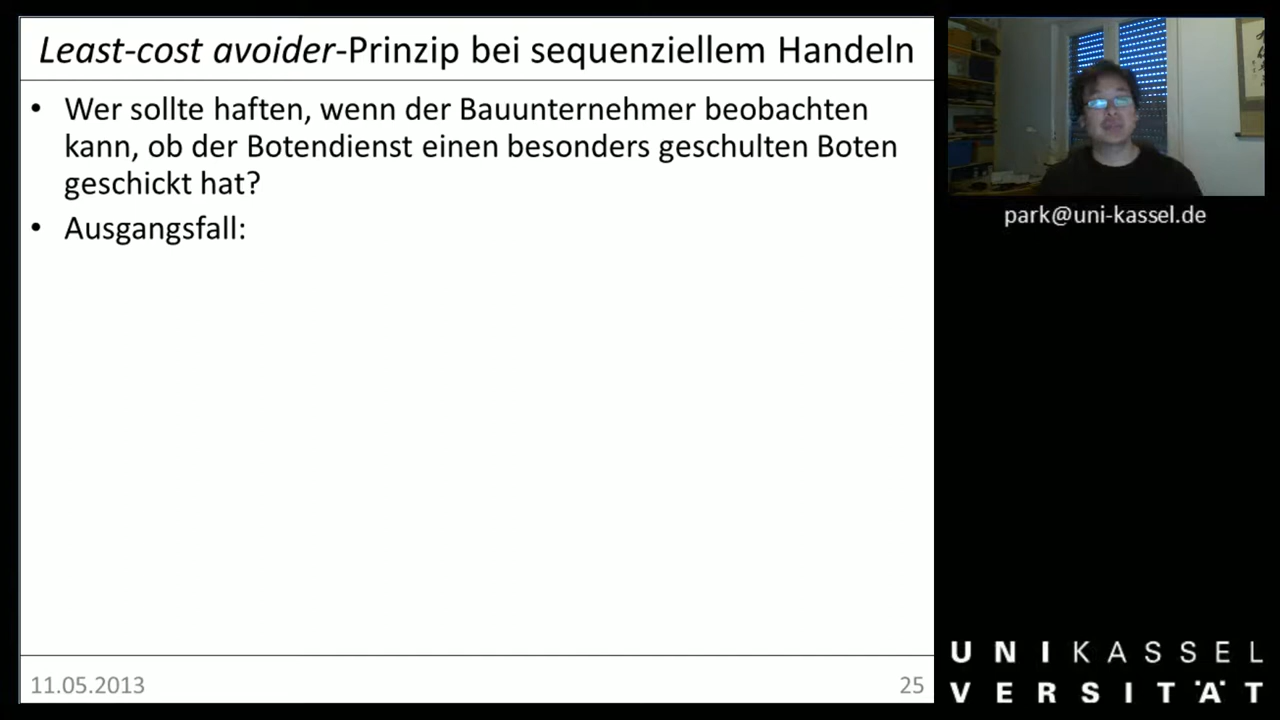 Least-cost avoider-Prinzip bei sequenziellem Handeln
• Wer sollte haften, wenn der Bauunternehmer beobachten
kann, ob der Botendienst einen besonders geschulten Boten
geschickt hat?
• Ausgangsfall:
11.05.2013
25
park@uni-kassel.de
UNIKASSEL
VERSITÄT